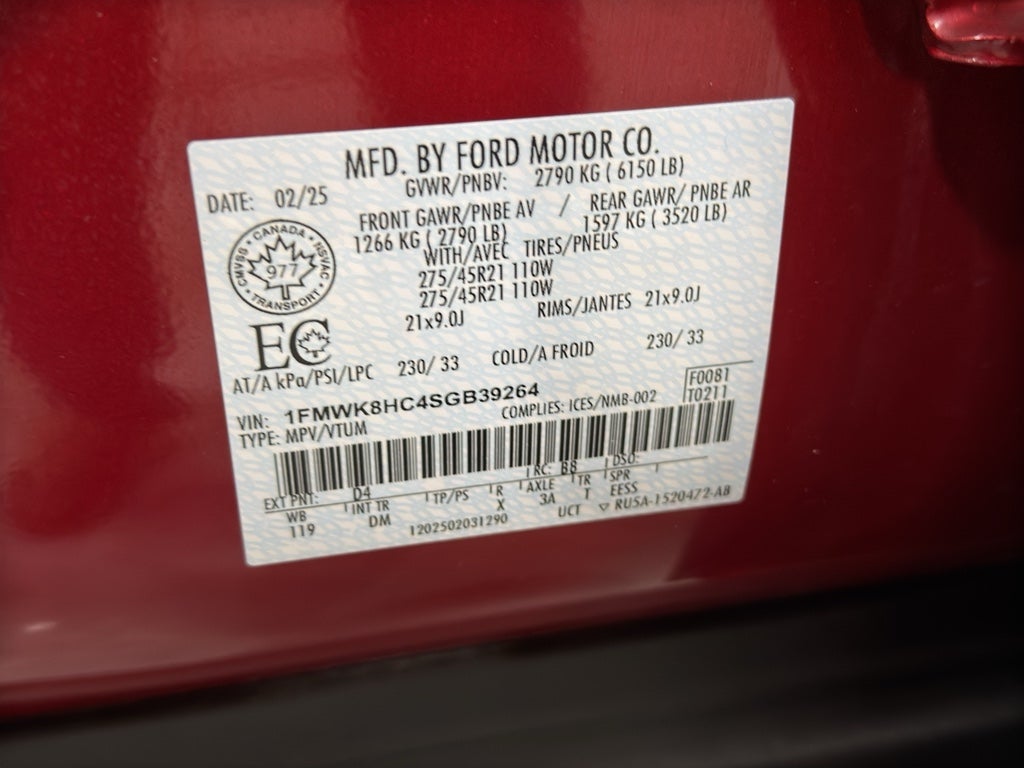 MFD. BY FORD MOTOR CO.
DATE: 02/25
GVWR/PNBV: 2790 KG ( 6150 LB)
FRONT GAWR/PNBE AV / REAR GAWR/ PNBE AR
1266 KG ( 2790 LB) 1597 KG ( 3520 LB)
WITH/AVEC TIRES/PNEUS
275/45R21 110W
275/45R21 110W
21x9.0J RIMS/JANTES 21x9.0J
CANADA
CMVSS 977 NSVAC
TRANSPORT
EC
AT/A kPa/PSI/LPC 230/ 33 COLD/A FROID 230/ 33
VIN: 1FMWK8HC4SGB39264
F0081
TYPE: MPV/VTUM COMPLIES: ICES/NMB-002 T0211
RC: B8 DSO:
EXT PNT: D4
WB INT TR TP/PS R AXLE TR SPR
119 DM X 3A T EESS
1202502031290 UCT ▽ RU5A-1520472-AB